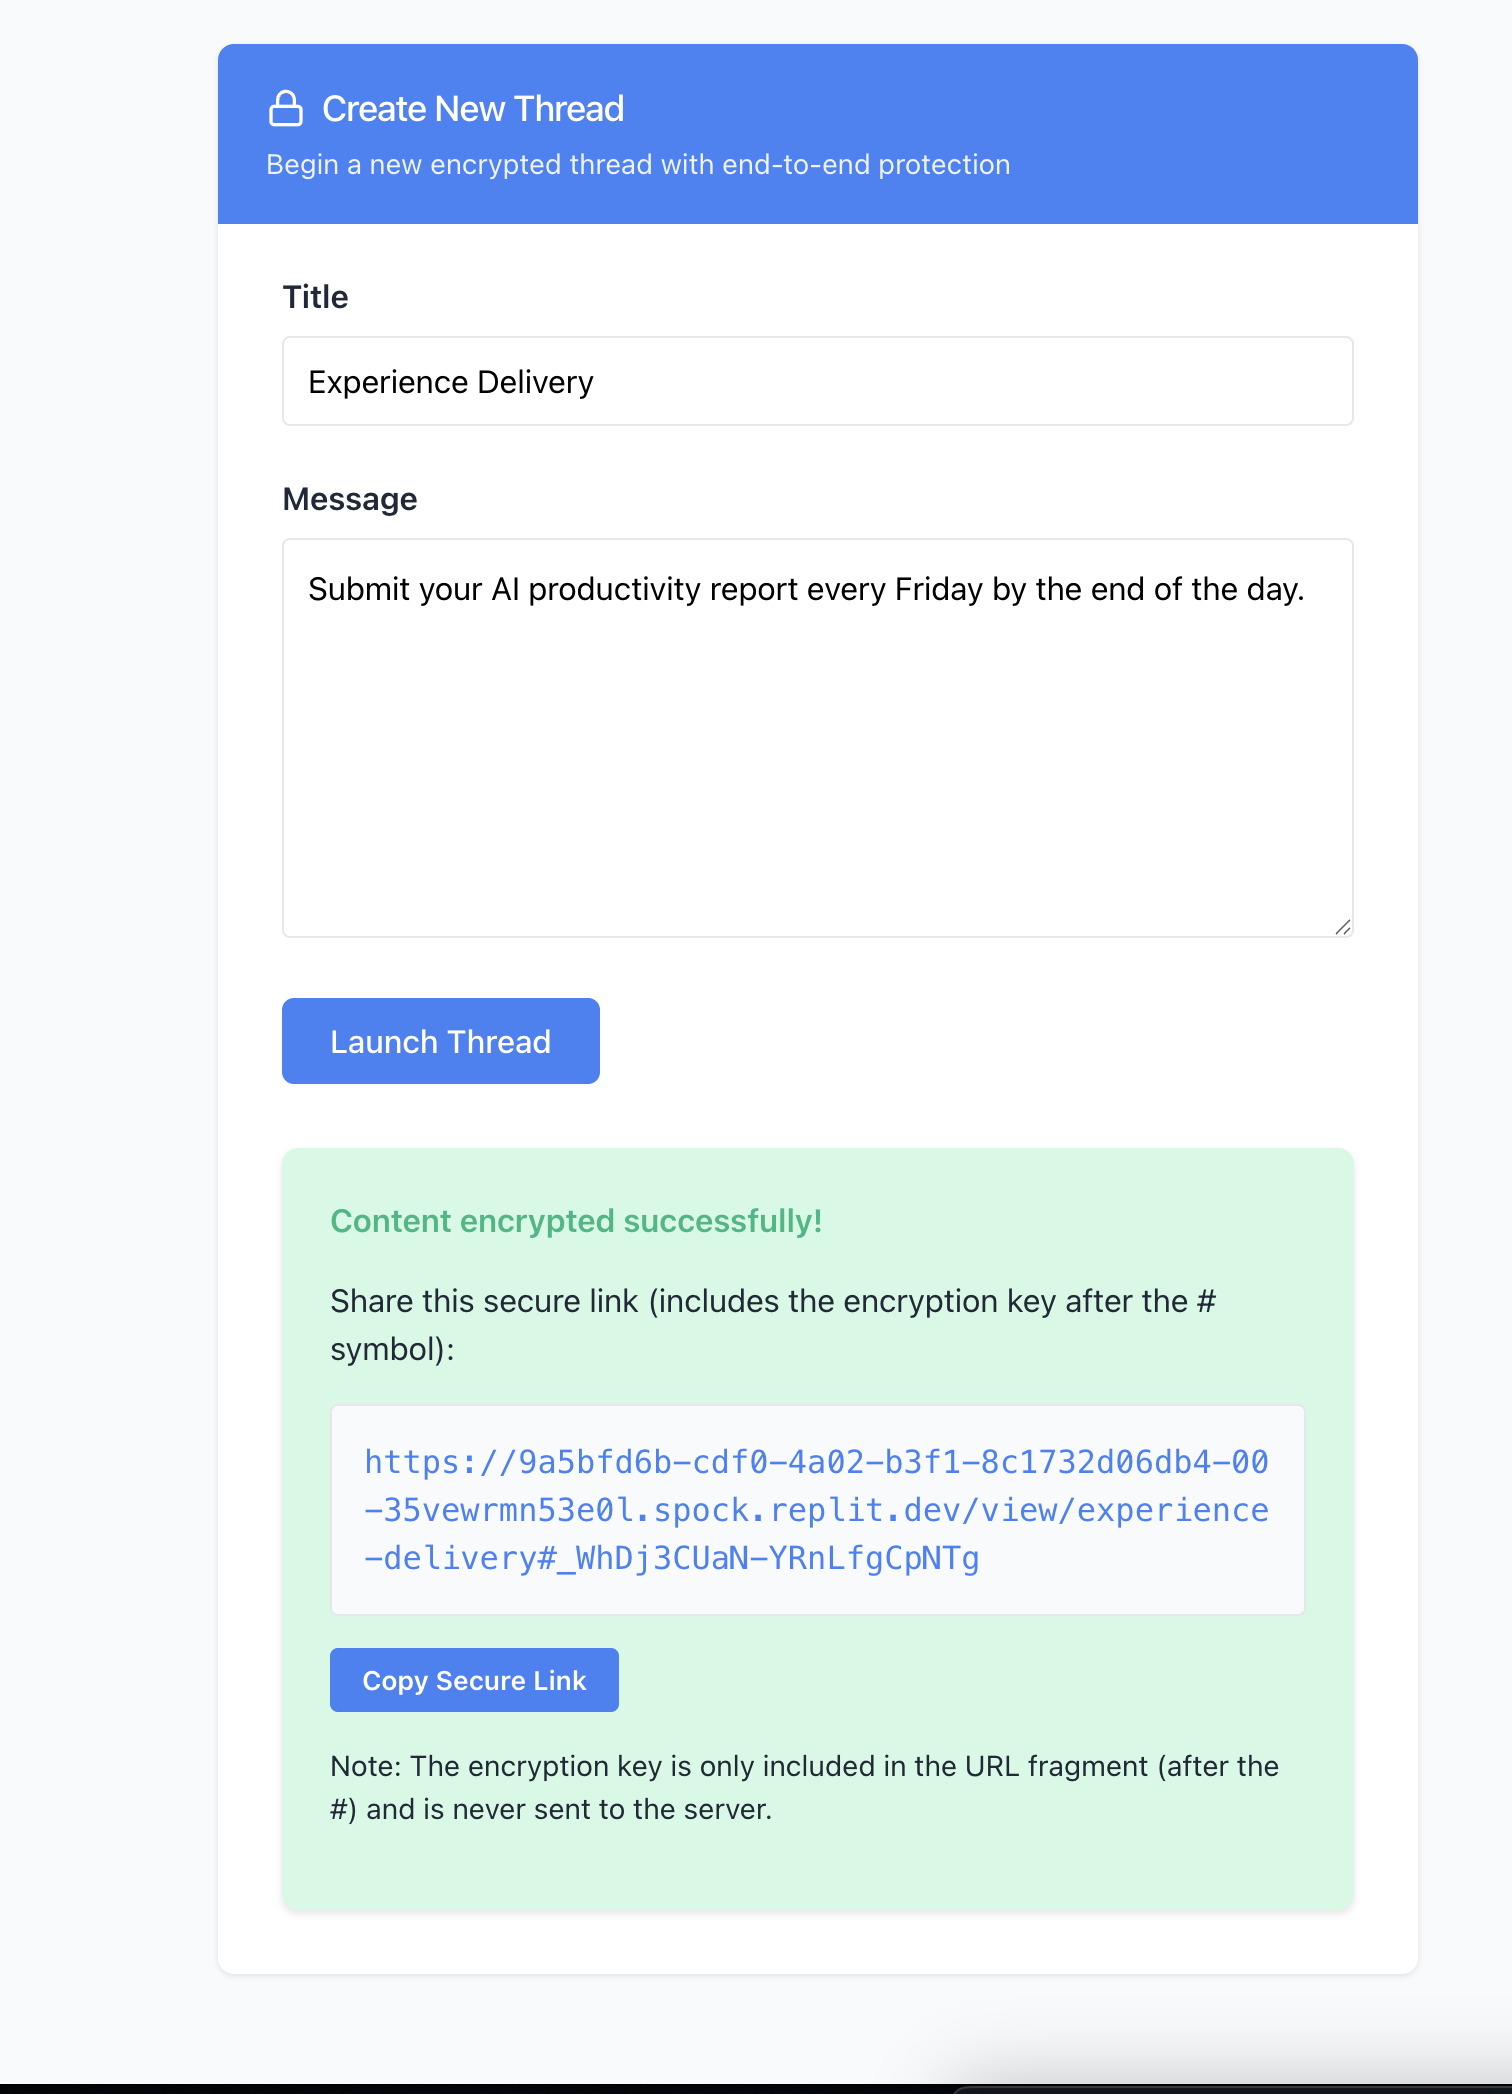 Create New Thread
Begin a new encrypted thread with end-to-end protection
Title
Experience Delivery
Message
Submit your AI productivity report every Friday by the end of the day.
Launch Thread
Content encrypted successfully!
Share this secure link (includes the encryption key after the #
symbol):
https://9a5bfd6b-cdf0-4a02-b3f1-8c1732d06db4-00
-35vewrmn53e0l.spock.replit.dev/view/experience
-delivery#_WhDj3CUaN-YRnLfgCpNTg
Copy Secure Link
Note: The encryption key is only included in the URL fragment (after the
#) and is never sent to the server.